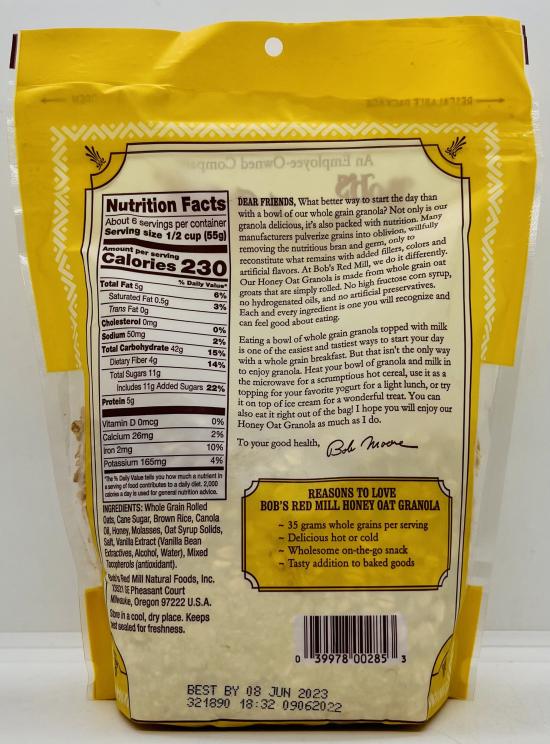 An Employee-Owned Company
Nutrition Facts
About 6 servings per container
Serving size 1/2 cup (55g)
Amount per serving
Calories 230
% Daily Value*
Total Fat 5g 6%
Saturated Fat 0.5g 3%
Trans Fat 0g
Cholesterol 0mg 0%
Sodium 50mg 2%
Total Carbohydrate 42g 15%
Dietary Fiber 4g 14%
Total Sugars 11g
Includes 11g Added Sugars 22%
Protein 5g
Vitamin D 0mcg 0%
Calcium 26mg 2%
Iron 2mg 10%
Potassium 165mg 4%
*The % Daily Value tells you how much a nutrient in
a serving of food contributes to a daily diet. 2,000
calories a day is used for general nutrition advice.
INGREDIENTS: Whole Grain Rolled
Oats, Cane Sugar, Brown Rice, Canola
Oil, Honey, Molasses, Oat Syrup Solids,
Salt, Vanilla Extract (Vanilla Bean
Extractives, Alcohol, Water), Mixed
Tocopherols (antioxidant).
Bob's Red Mill Natural Foods, Inc.
13521 SE Pheasant Court
Milwaukie, Oregon 97222 U.S.A.
Store in a cool, dry place. Keeps
best sealed for freshness.
DEAR FRIENDS, What better way to start the day than
with a bowl of our whole grain granola? Not only is our
granola delicious, it's also packed with nutrition. Many
manufacturers pulverize grains into oblivion, willfully
removing the nutritious bran and germ, only to
reconstitute what remains with added fillers, colors and
artificial flavors. At Bob's Red Mill, we do it differently.
Our Honey Oat Granola is made from whole grain oat
groats that are simply rolled. No high fructose corn syrup,
no hydrogenated oils, and no artificial preservatives.
Each and every ingredient is one you will recognize and
can feel good about eating.
Eating a bowl of whole grain granola topped with milk
is one of the easiest and tastiest ways to start your day
with a whole grain breakfast. But that isn't the only way
to enjoy granola. Heat your bowl of granola and milk in
the microwave for a scrumptious hot cereal, use it as a
topping for your favorite yogurt for a light lunch, or try
it on top of ice cream for a wonderful treat. You can
also eat it right out of the bag! I hope you will enjoy our
Honey Oat Granola as much as I do.
To your good health, Bob Moore
REASONS TO LOVE
BOB'S RED MILL HONEY OAT GRANOLA
~ 35 grams whole grains per serving
~ Delicious hot or cold
~ Wholesome on-the-go snack
~ Tasty addition to baked goods
0 39978 00285 3
BEST BY 08 JUN 2023
321890 18:32 09062022